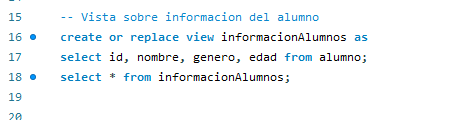 15 -- Vista sobre informacion del alumno
16 create or replace view informacionAlumnos as
17 select id, nombre, genero, edad from alumno;
18 select * from informacionAlumnos;
19
20